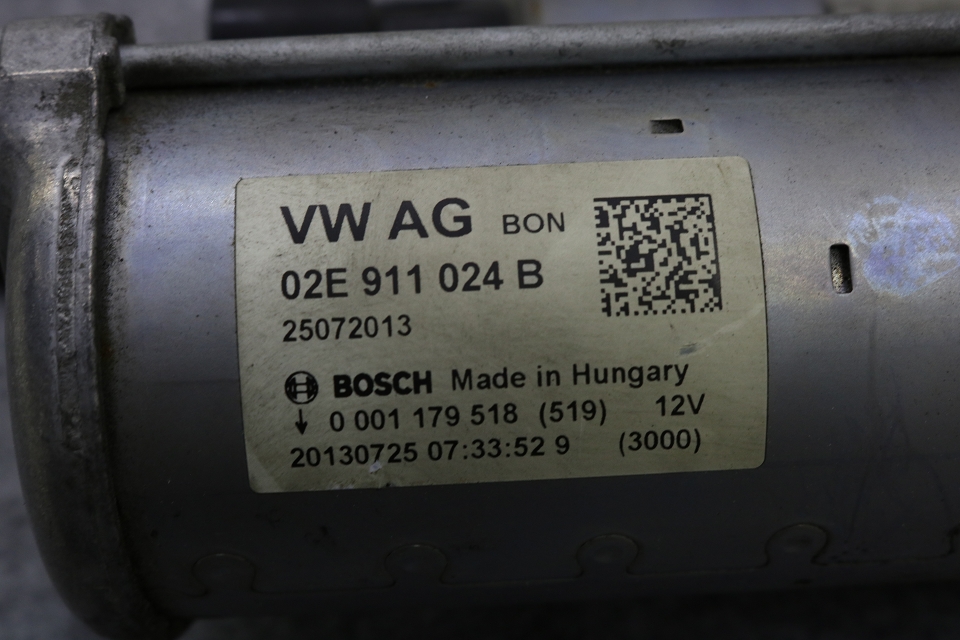 VW AG BON
02E 911 024 B
25072013
BOSCH Made in Hungary
↓ 0 001 179 518 (519) 12V
20130725 07:33:52 9 (3000)